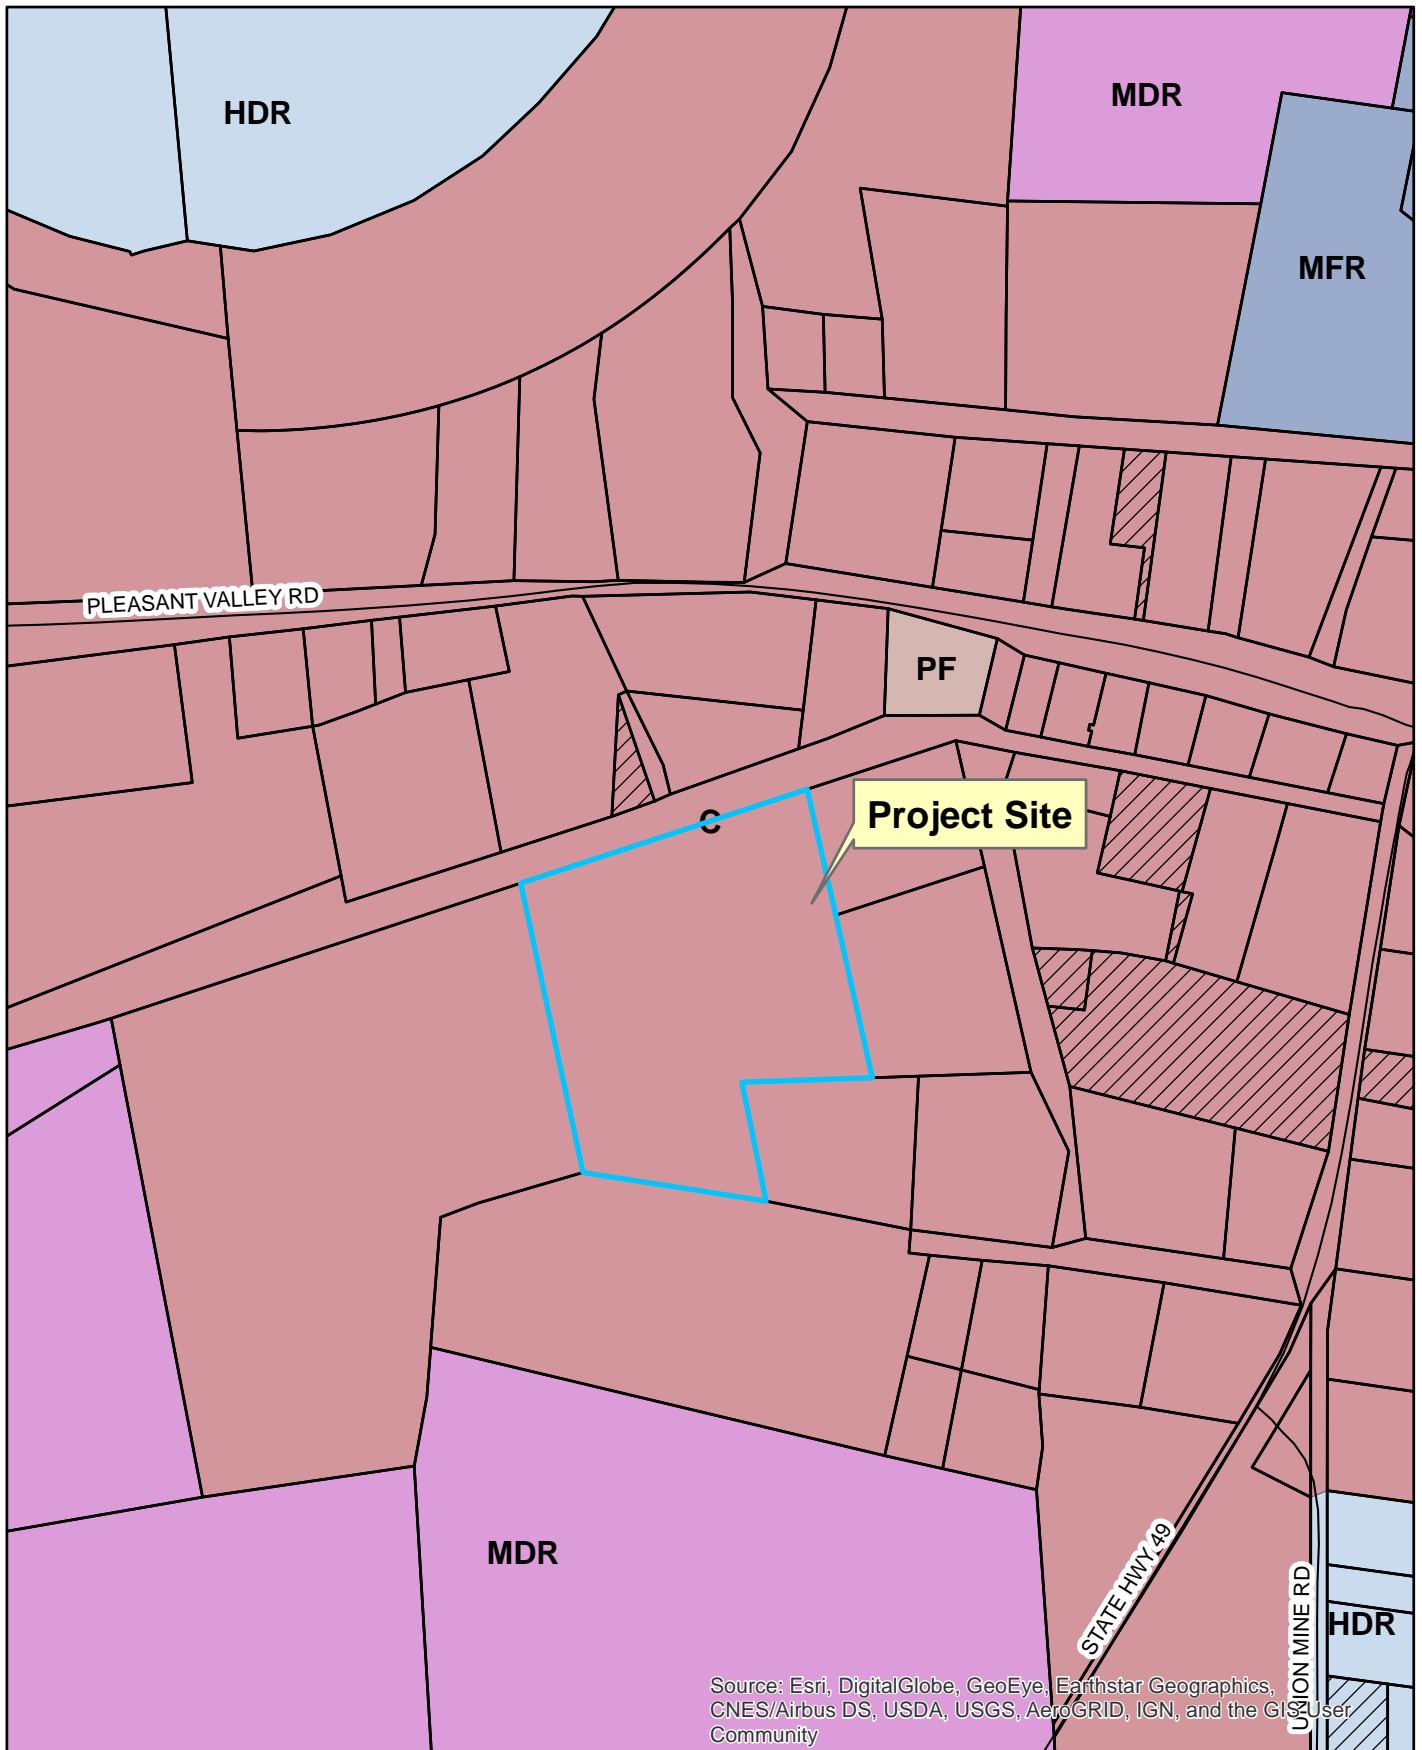 MDR
HDR
MFR
PLEASANT VALLEY RD
PF
C
Project Site
MDR
STATE HWY 49
UNION MINE RD
HDR
Source: Esri, DigitalGlobe, GeoEye, Earthstar Geographics,
CNES/Airbus DS, USDA, USGS, AeroGRID, IGN, and the GIS User
Community